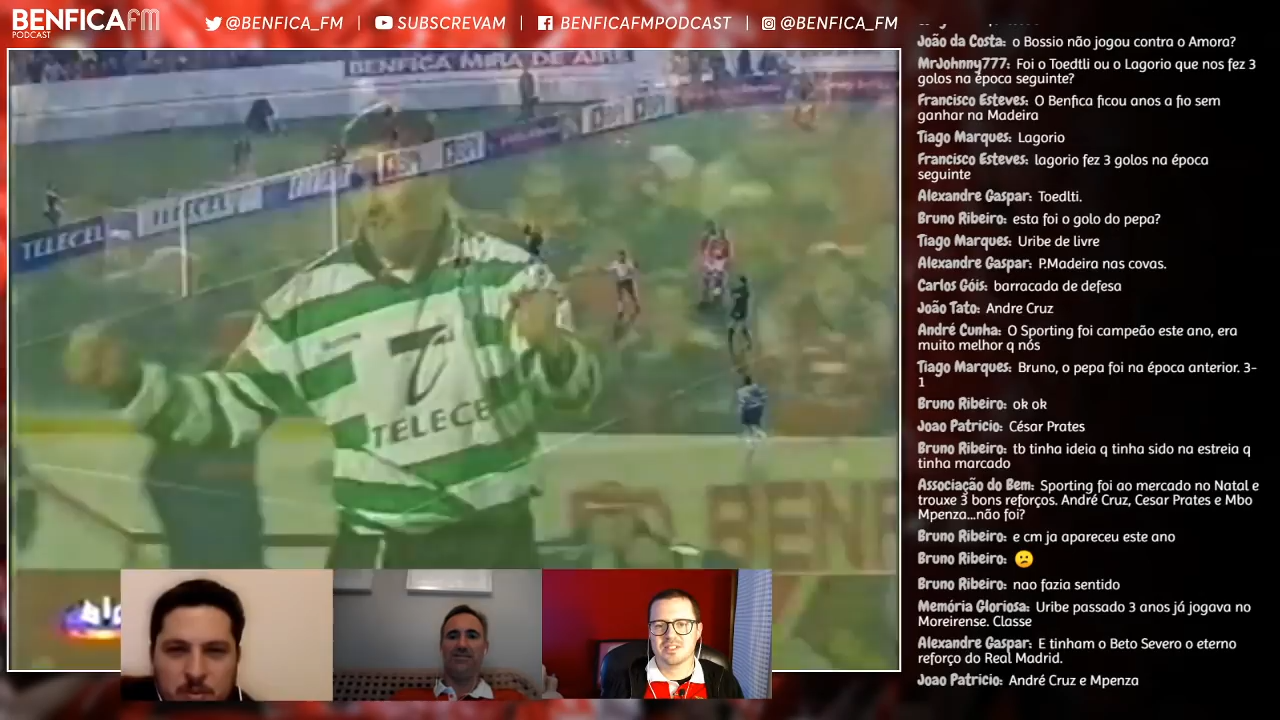 BENFICAFM
PODCAST
@BENFICA_FM | SUBSCREVAM | BENFICAFMPODCAST | @BENFICA_FM
João da Costa: o Bossio não jogou contra o Amora?
MrJohnny777: Foi o Toedtli ou o Lagorio que nos fez 3
golos na época seguinte?
Francisco Esteves: O Benfica ficou anos a fio sem
ganhar na Madeira
Tiago Marques: Lagorio
Francisco Esteves: lagorio fez 3 golos na época
seguinte
Alexandre Gaspar: Toedlti.
Bruno Ribeiro: esta foi o golo do pepa?
Tiago Marques: Uribe de livre
Alexandre Gaspar: P.Madeira nas covas.
Carlos Góis: barracada de defesa
João Tato: Andre Cruz
André Cunha: O Sporting foi campeão este ano, era
muito melhor q nós
Tiago Marques: Bruno, o pepa foi na época anterior. 3-
1
Bruno Ribeiro: ok ok
Joao Patricio: César Prates
Bruno Ribeiro: tb tinha ideia q tinha sido na estreia q
tinha marcado
Associação do Bem: Sporting foi ao mercado no Natal e
trouxe 3 bons reforços. André Cruz, Cesar Prates e Mbo
Mpenza...não foi?
Bruno Ribeiro: e cm ja apareceu este ano
Bruno Ribeiro: 😕
Bruno Ribeiro: nao fazia sentido
Memória Gloriosa: Uribe passado 3 anos já jogava no
Moreirense. Classe
Alexandre Gaspar: E tinham o Beto Severo o eterno
reforço do Real Madrid.
Joao Patricio: André Cruz e Mpenza
BENFICA MIRA DE AIRE
TELECEL
TELECEL
BPI
BPI
TELECE
BENF